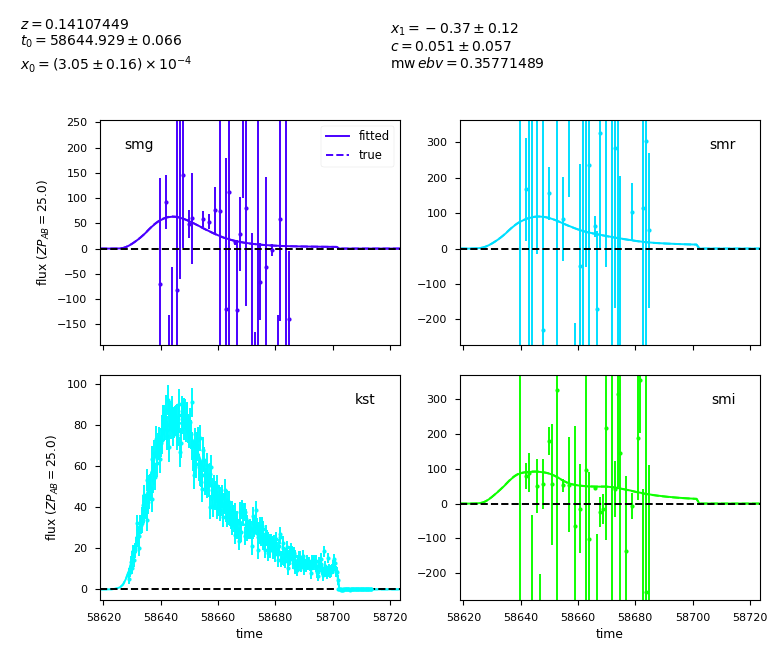 z = 0.14107449
t₀ = 58644.929 ± 0.066
x₀ = (3.05 ± 0.16) × 10⁻⁴
x₁ = −0.37 ± 0.12
c = 0.051 ± 0.057
mw ebv = 0.35771489
250
200
150
100
50
0
−50
−100
−150
flux (ZP_AB = 25.0)
smg
fitted
true
300
200
100
0
−100
−200
smr
100
80
60
40
20
0
flux (ZP_AB = 25.0)
kst
58620
58640
58660
58680
58700
58720
time
300
200
100
0
−100
−200
smi
58620
58640
58660
58680
58700
58720
time